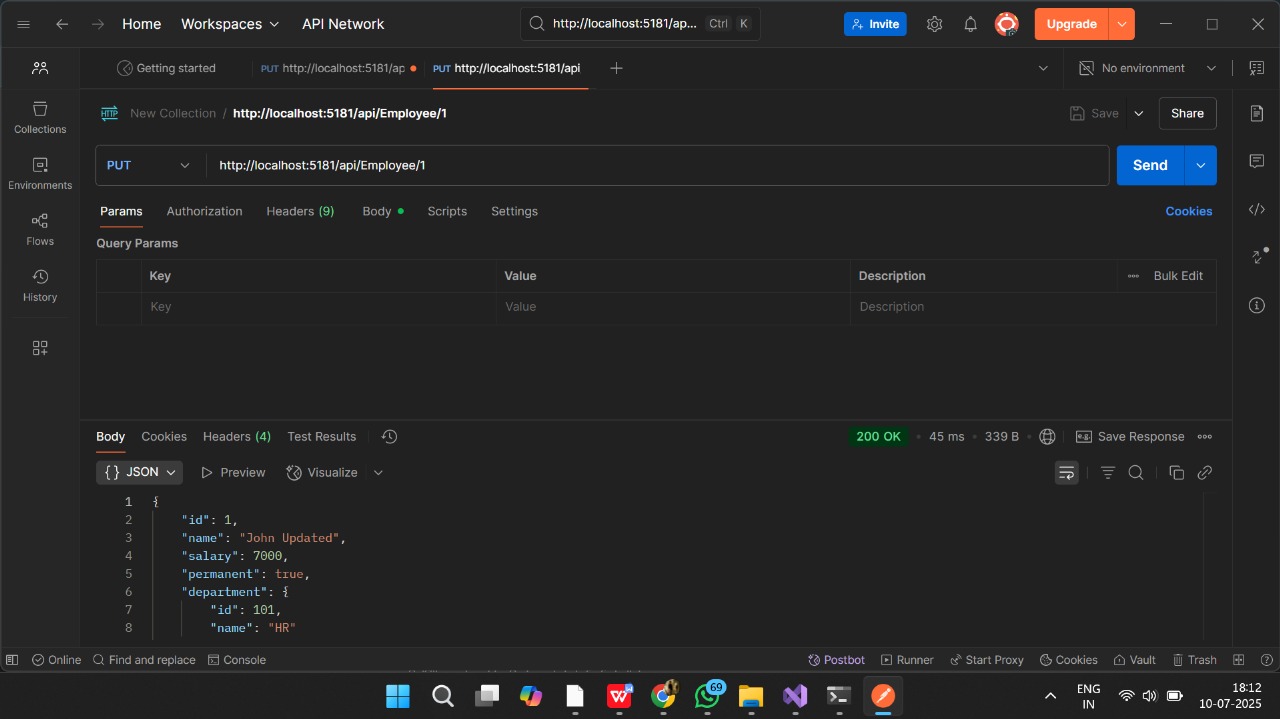 Home Workspaces API Network http://localhost:5181/ap... Ctrl K Invite Upgrade
Getting started PUT http://localhost:5181/ap PUT http://localhost:5181/api No environment
HTTP New Collection / http://localhost:5181/api/Employee/1 Save Share
PUT http://localhost:5181/api/Employee/1 Send
Params Authorization Headers (9) Body Scripts Settings Cookies
Query Params
Key Value Description Bulk Edit
Key Value Description
Collections
Environments
Flows
History
Body Cookies Headers (4) Test Results 200 OK 45 ms 339 B e.g. Save Response
{} JSON Preview Visualize
1 {
2 "id": 1,
3 "name": "John Updated",
4 "salary": 7000,
5 "permanent": true,
6 "department": {
7 "id": 101,
8 "name": "HR"
Online Find and replace Console Postbot Runner Start Proxy Cookies Vault Trash
W 69 ENG 18:12
IN 10-07-2025